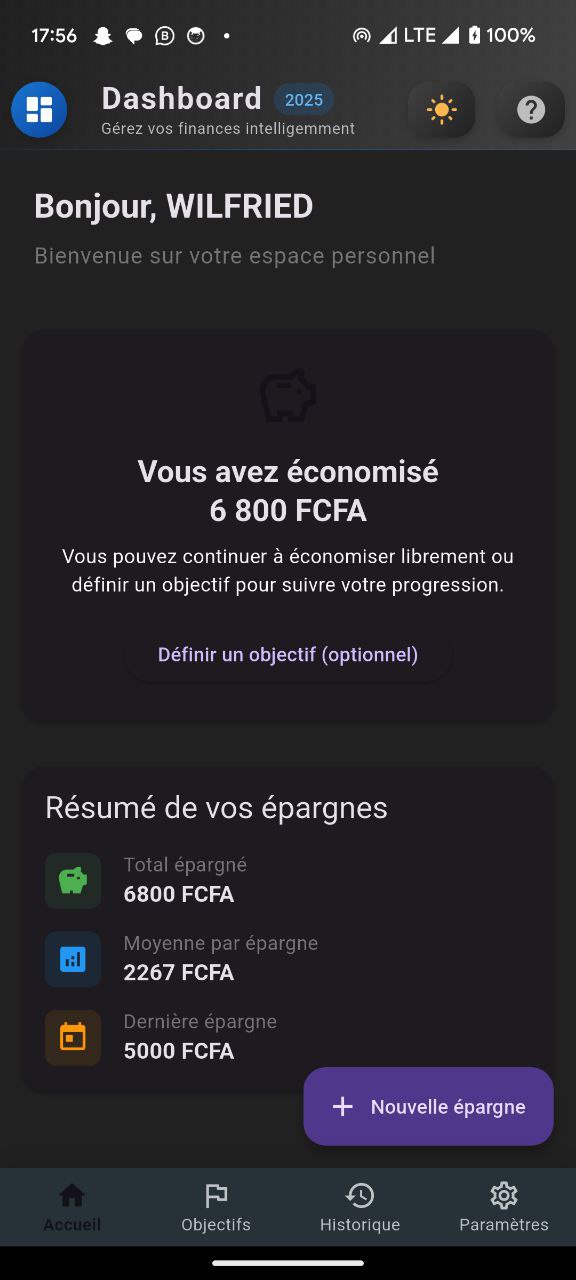 17:56 LTE 100%
Dashboard 2025
Gérez vos finances intelligemment
Bonjour, WILFRIED
Bienvenue sur votre espace personnel
Vous avez économisé
6 800 FCFA
Vous pouvez continuer à économiser librement ou
définir un objectif pour suivre votre progression.
Définir un objectif (optionnel)
Résumé de vos épargnes
Total épargné
6800 FCFA
Moyenne par épargne
2267 FCFA
Dernière épargne
5000 FCFA
Nouvelle épargne
Accueil Objectifs Historique Paramètres